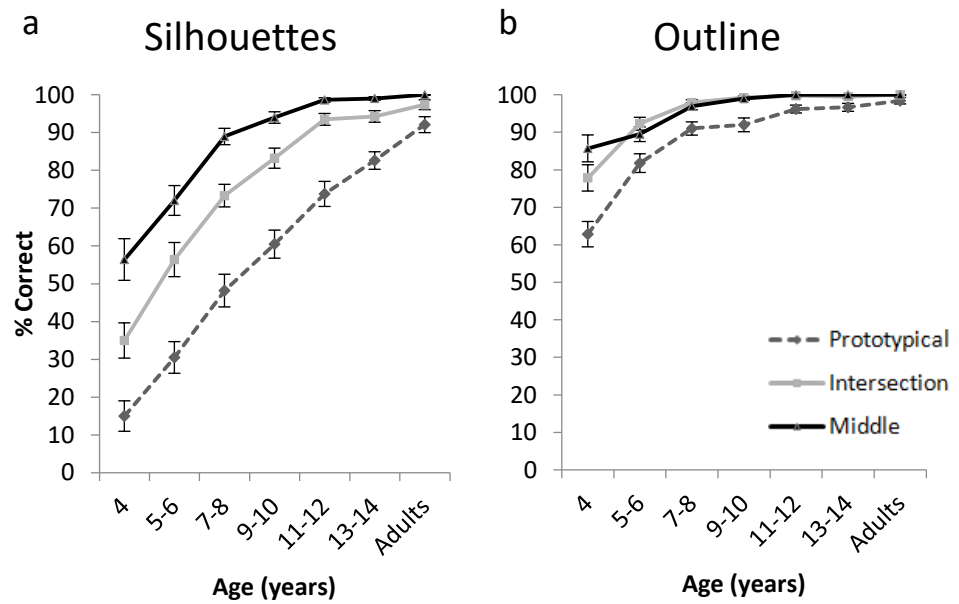 a
Silhouettes
% Correct
100
90
80
70
60
50
40
30
20
10
0
4
5-6
7-8
9-10
11-12
13-14
Adults
Age (years)
b
Outline
100
90
80
70
60
50
40
30
20
10
0
Prototypical
Intersection
Middle
4
5-6
7-8
9-10
11-12
13-14
Adults
Age (years)